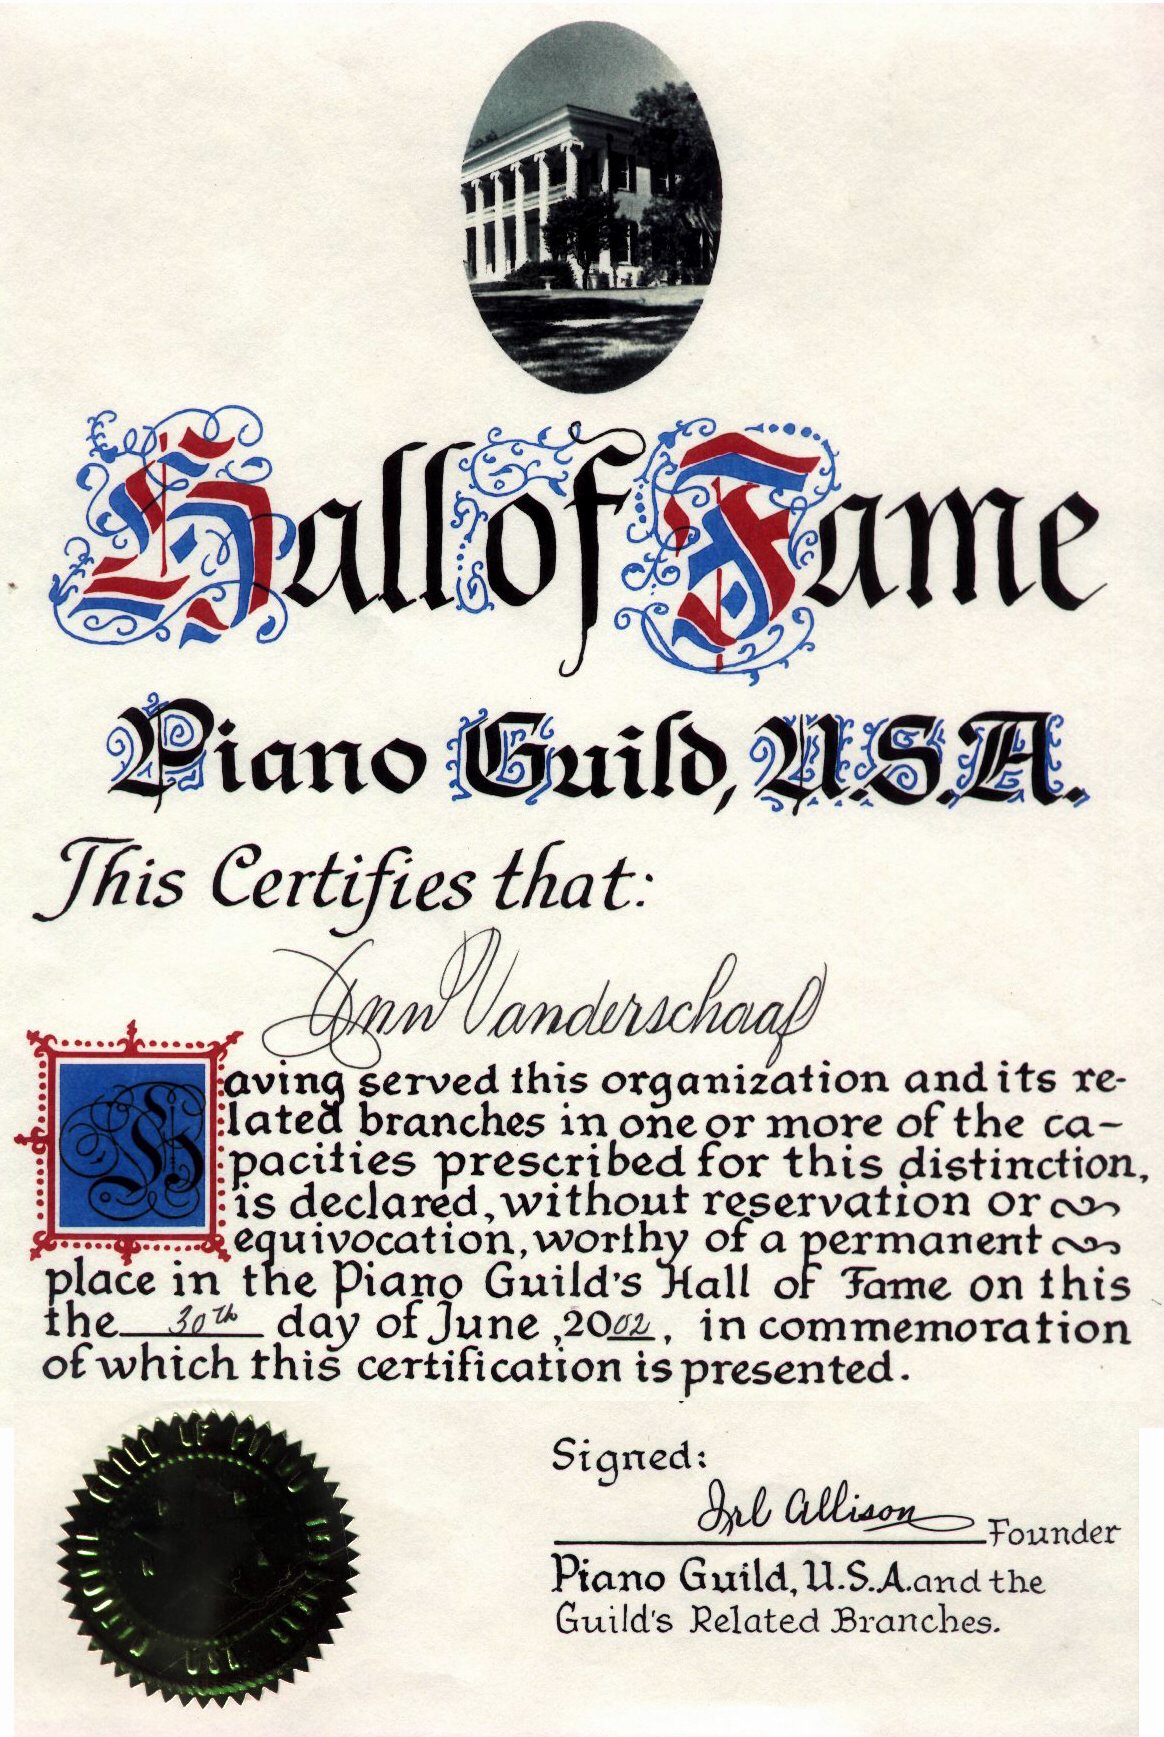 Hall of Fame
Piano Guild, U.S.A.
This Certifies that:
Ann Vanderschaaf
Having served this organization and its re-
lated branches in one or more of the ca-
pacities prescribed for this distinction,
is declared, without reservation or
equivocation, worthy of a permanent
place in the Piano Guild's Hall of Fame on this
the 30th day of June, 2002, in commemoration
of which this certification is presented.
Signed:
Irl Allison Founder
Piano Guild, U.S.A. and the
Guild's Related Branches.